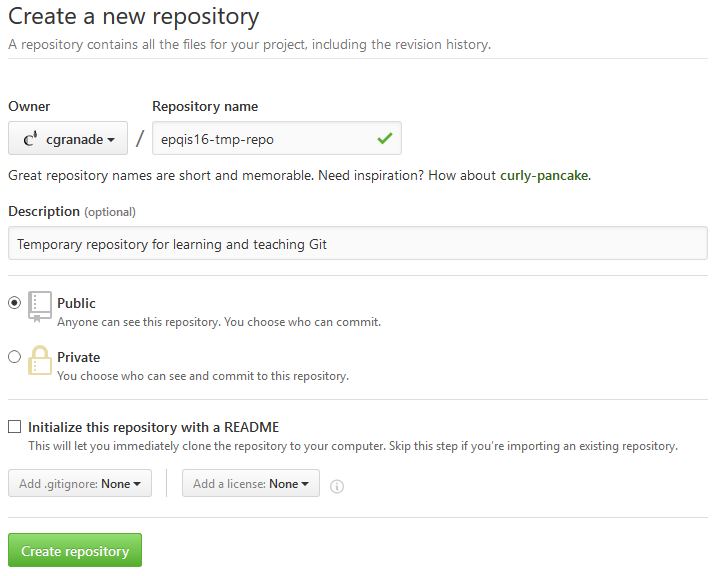 Create a new repository
A repository contains all the files for your project, including the revision history.
Owner Repository name
cgranade / epqis16-tmp-repo
Great repository names are short and memorable. Need inspiration? How about curly-pancake.
Description (optional)
Temporary repository for learning and teaching Git
Public
Anyone can see this repository. You choose who can commit.
Private
You choose who can see and commit to this repository.
Initialize this repository with a README
This will let you immediately clone the repository to your computer. Skip this step if you’re importing an existing repository.
Add .gitignore: None Add a license: None
Create repository